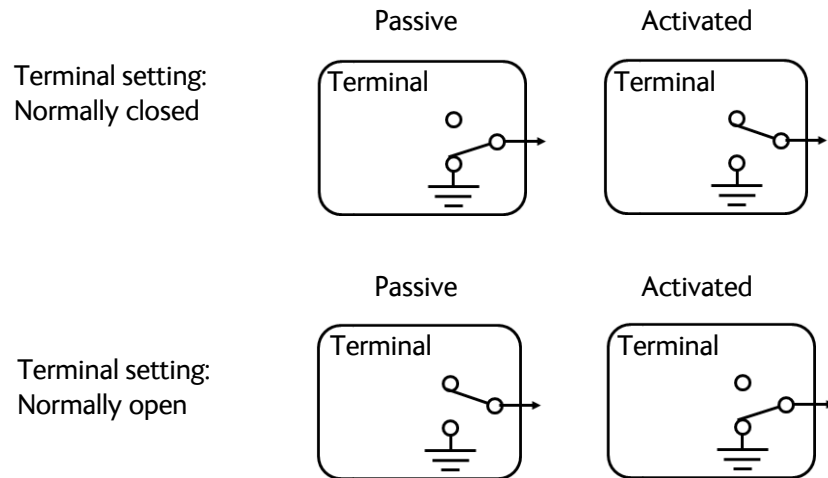 Passive Activated
Terminal setting:
Normally closed
Terminal Terminal
Passive Activated
Terminal setting:
Normally open
Terminal Terminal